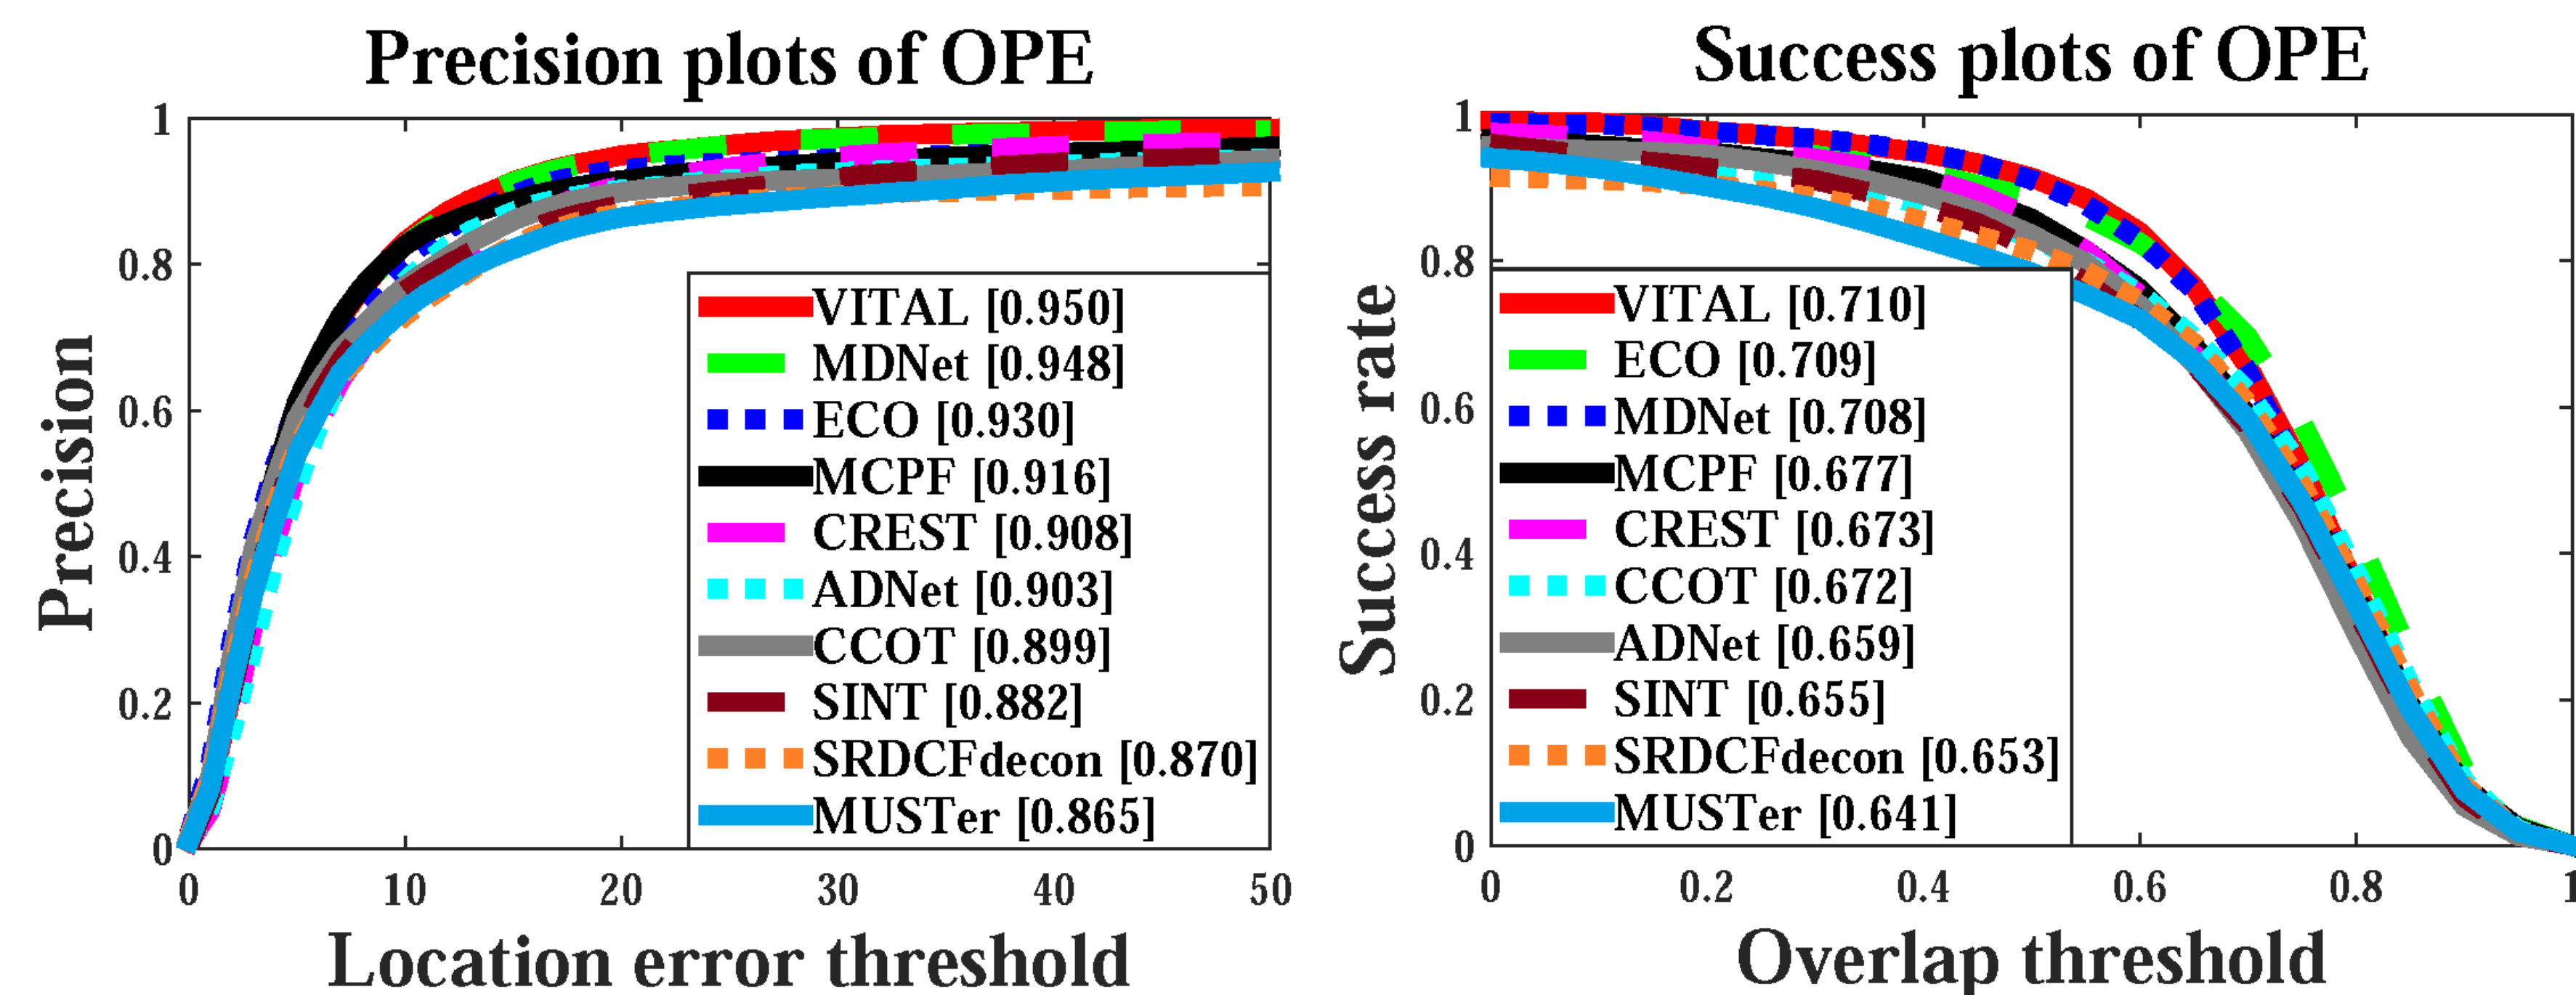 Precision plots of OPE
1
0.8
0.6
0.4
0.2
0
Precision
VITAL [0.950]
MDNet [0.948]
ECO [0.930]
MCPF [0.916]
CREST [0.908]
ADNet [0.903]
CCOT [0.899]
SINT [0.882]
SRDCFdecon [0.870]
MUSTer [0.865]
0 10 20 30 40 50
Location error threshold
Success plots of OPE
1
0.8
0.6
0.4
0.2
0
Success rate
VITAL [0.710]
ECO [0.709]
MDNet [0.708]
MCPF [0.677]
CREST [0.673]
CCOT [0.672]
ADNet [0.659]
SINT [0.655]
SRDCFdecon [0.653]
MUSTer [0.641]
0 0.2 0.4 0.6 0.8 1
Overlap threshold